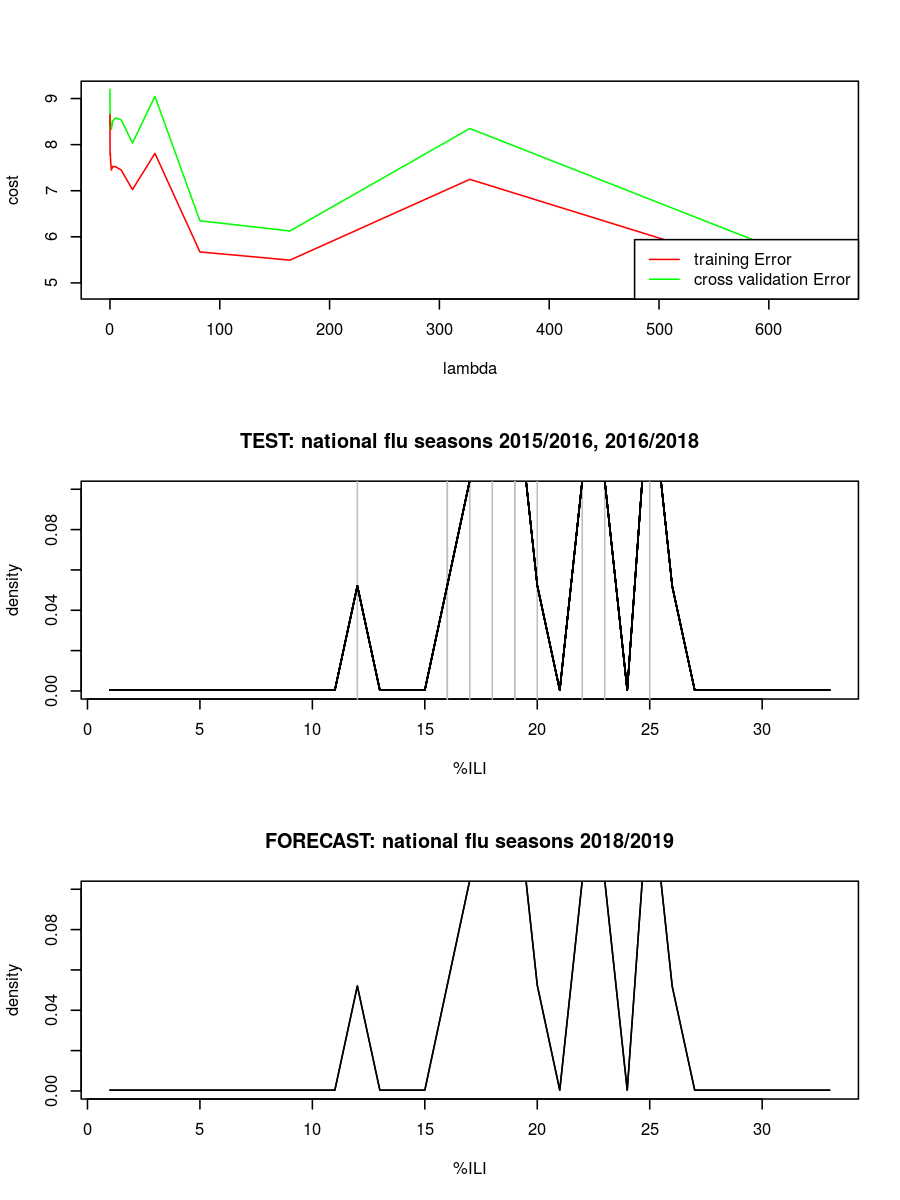 cost
9
8
7
6
5
training Error
cross validation Error
0 100 200 300 400 500 600
lambda
TEST: national flu seasons 2015/2016, 2016/2018
density
0.08
0.04
0.00
0 5 10 15 20 25 30
%ILI
FORECAST: national flu seasons 2018/2019
density
0.08
0.04
0.00
0 5 10 15 20 25 30
%ILI